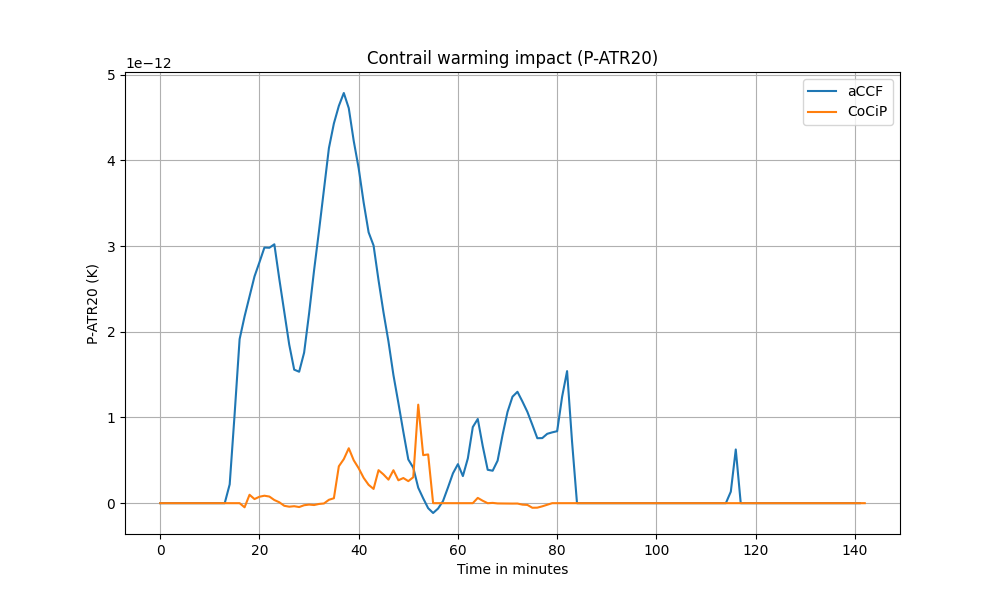 Contrail warming impact (P-ATR20)
1e−12
5
4
3
2
1
0
P-ATR20 (K)
aCCF
CoCiP
0 20 40 60 80 100 120 140
Time in minutes